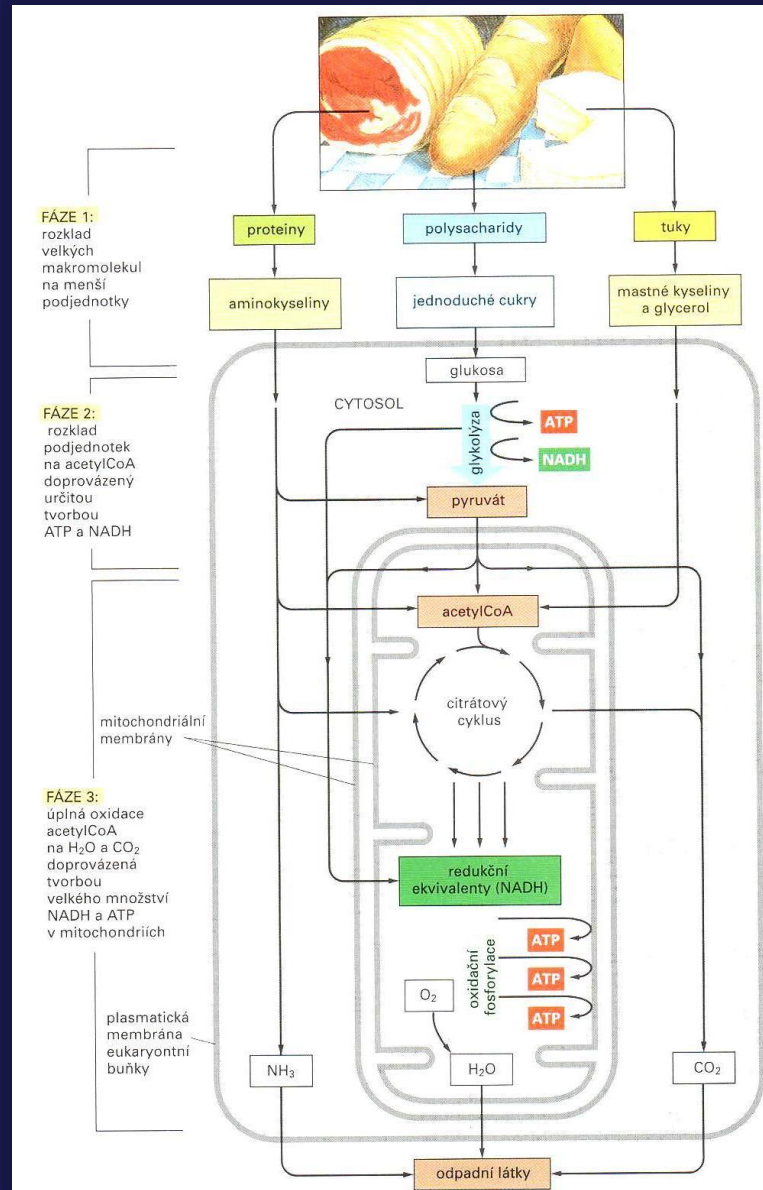 FÁZE 1:
rozklad
velkých
makromolekul
na menší
podjednotky
proteiny
polysacharidy
tuky
aminokyseliny
jednoduché cukry
mastné kyseliny
a glycerol
glukosa
FÁZE 2:
rozklad
podjednotek
na acetylCoA
doprovázený
určitou
tvorbou
ATP a NADH
CYTOSOL
glykolýza
ATP
NADH
pyruvát
acetylCoA
citrátový
cyklus
mitochondriální
membrány
FÁZE 3:
úplná oxidace
acetylCoA
na H₂O a CO₂
doprovázená
tvorbou
velkého množství
NADH a ATP
v mitochondriích
redukční
ekvivalenty (NADH)
oxidační
fosforylace
ATP
ATP
ATP
O₂
plasmatická
membrána
eukaryontní
buňky
NH₃
H₂O
CO₂
odpadní látky